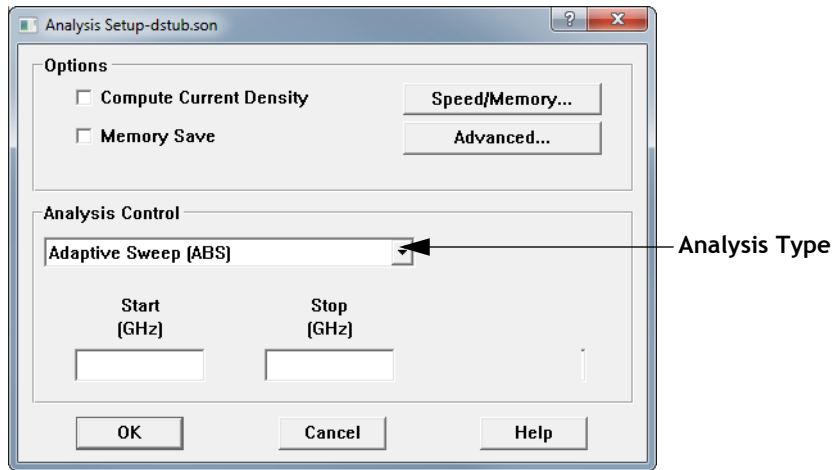 Analysis Setup-dstub.son
Options
Compute Current Density
Speed/Memory...
Memory Save
Advanced...
Analysis Control
Adaptive Sweep (ABS)
Analysis Type
Start
(GHz)
Stop
(GHz)
OK
Cancel
Help